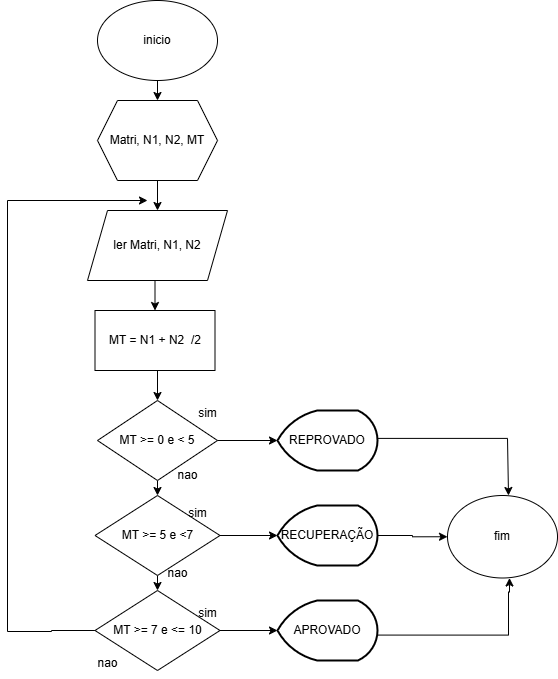 inicio
Matri, N1, N2, MT
ler Matri, N1, N2
MT = N1 + N2 /2
sim
MT >= 0 e < 5
REPROVADO
nao
sim
MT >= 5 e <7
RECUPERAÇÃO
fim
nao
sim
MT >= 7 e <= 10
APROVADO
nao